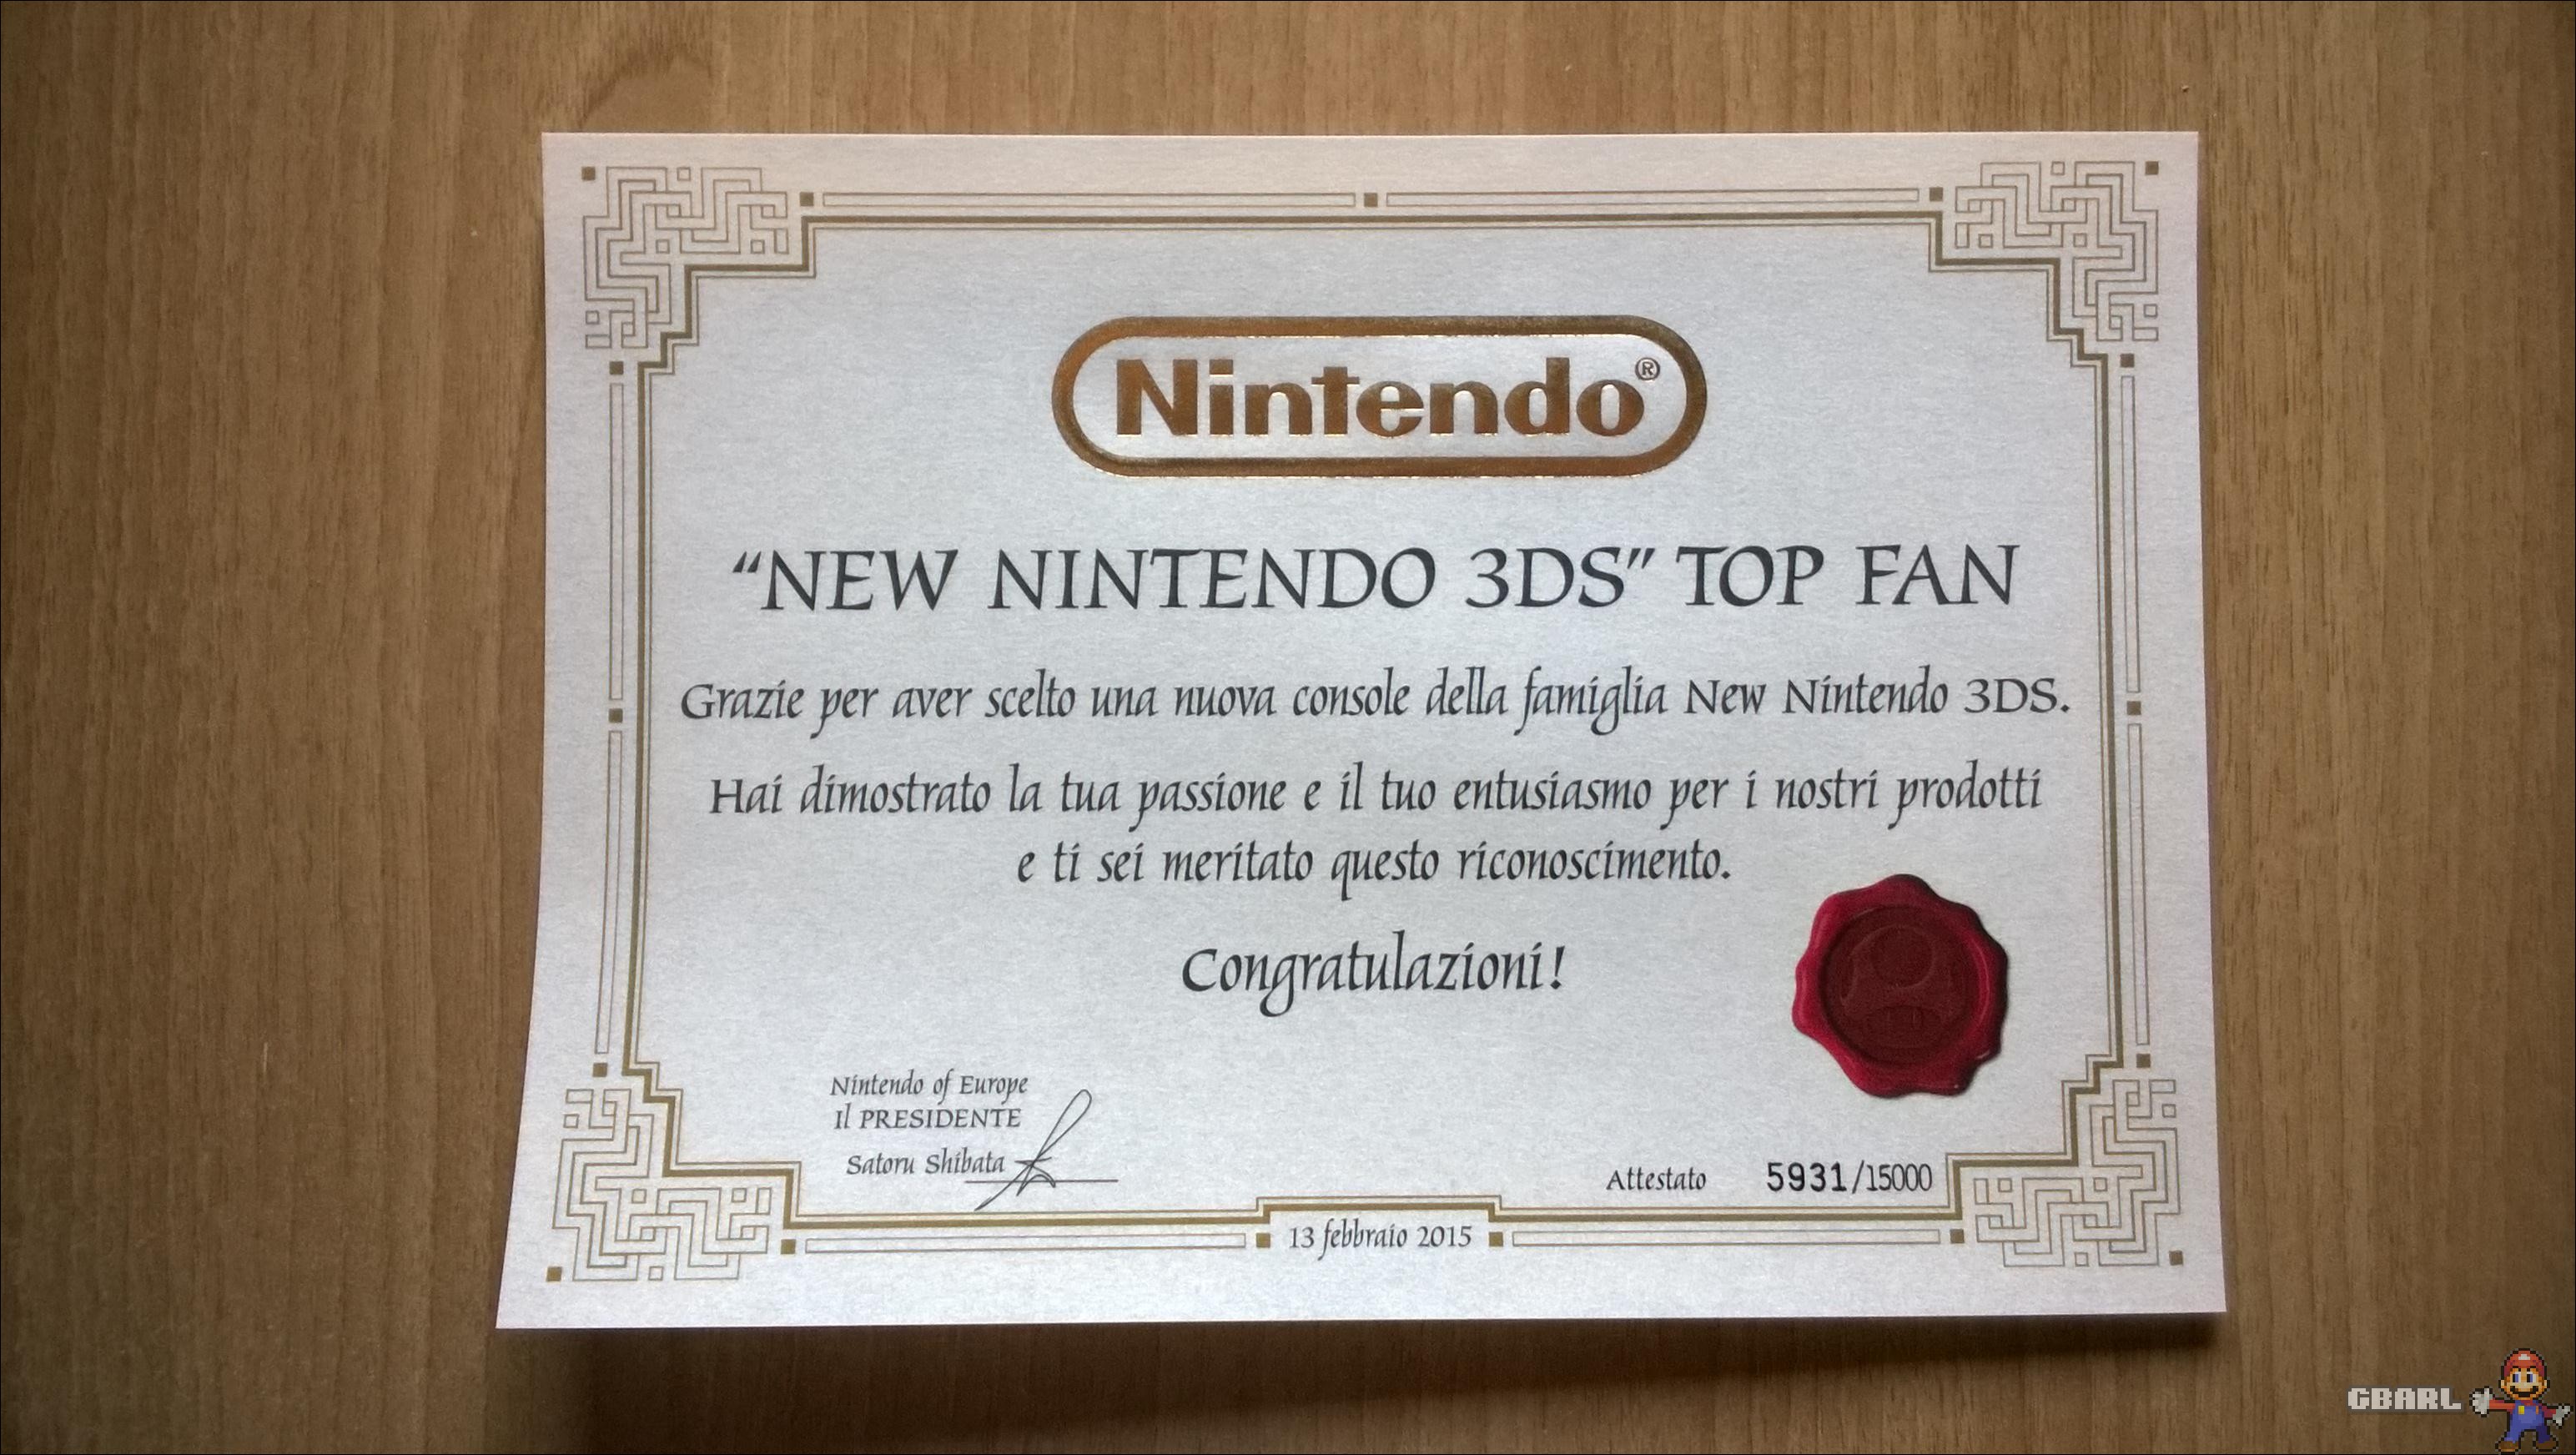 Nintendo®
“NEW NINTENDO 3DS” TOP FAN
Grazie per aver scelto una nuova console della famiglia New Nintendo 3DS.
Hai dimostrato la tua passione e il tuo entusiasmo per i nostri prodotti
e ti sei meritato questo riconoscimento.
Congratulazioni!
Nintendo of Europe
Il PRESIDENTE
Satoru Shibata
Attestato 5931/15000
13 febbraio 2015
GBARL